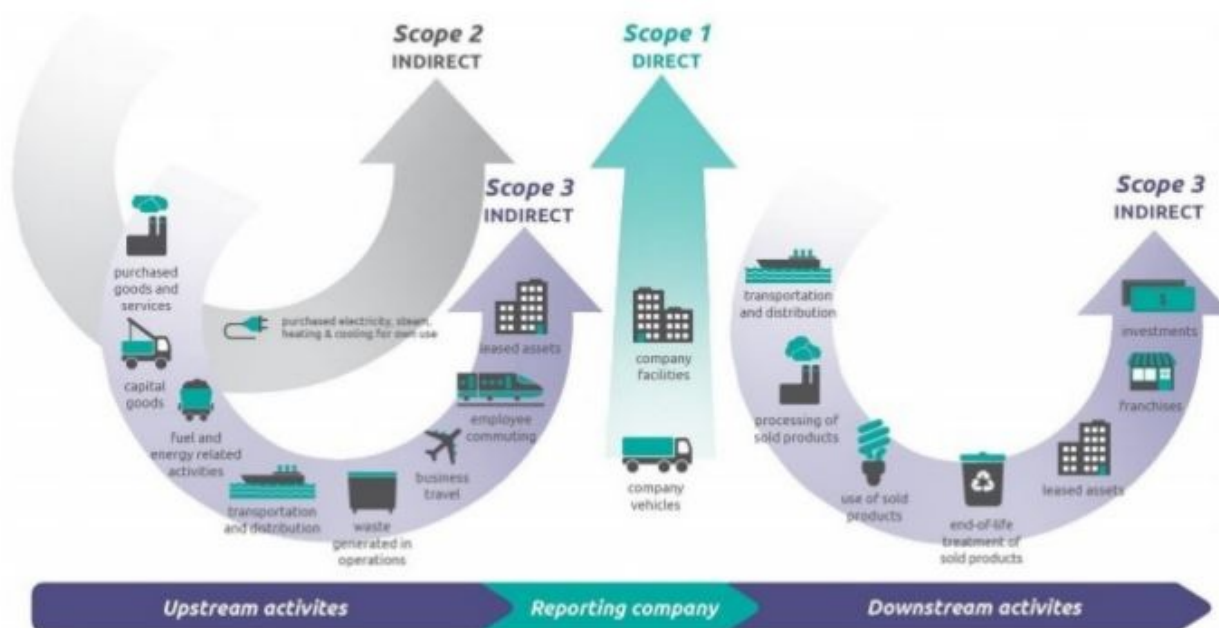 Scope 2
INDIRECT
Scope 1
DIRECT
Scope 3
INDIRECT
Scope 3
INDIRECT
purchased
goods and
services
purchased electricity, steam,
heating & cooling for own use
capital
goods
fuel and
energy related
activities
transportation
and distribution
waste
generated in
operations
business
travel
employee
commuting
leased assets
company
facilities
company
vehicles
transportation
and distribution
processing of
sold products
use of sold
products
end-of-life
treatment of
sold products
leased assets
franchises
investments
Upstream activites
Reporting company
Downstream activites